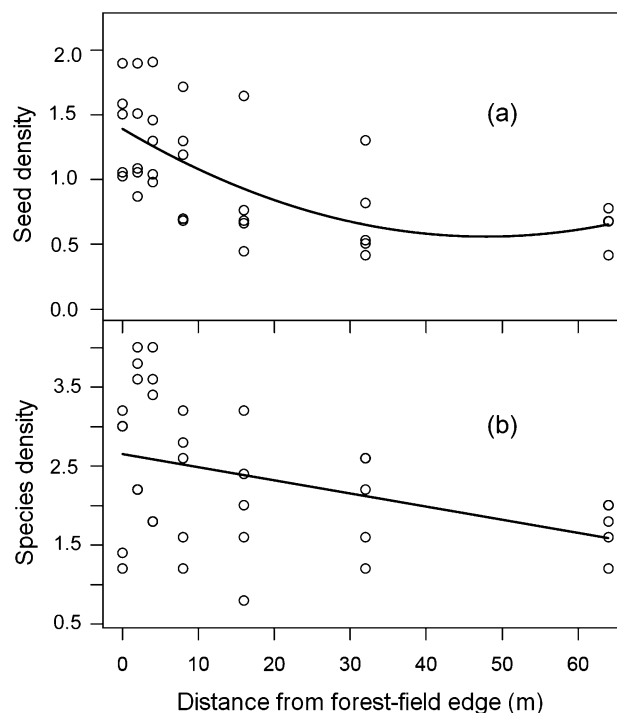 2.0
1.5
1.0
0.5
0.0
Seed density
(a)
3.5
2.5
1.5
0.5
Species density
(b)
0 10 20 30 40 50 60
Distance from forest-field edge (m)